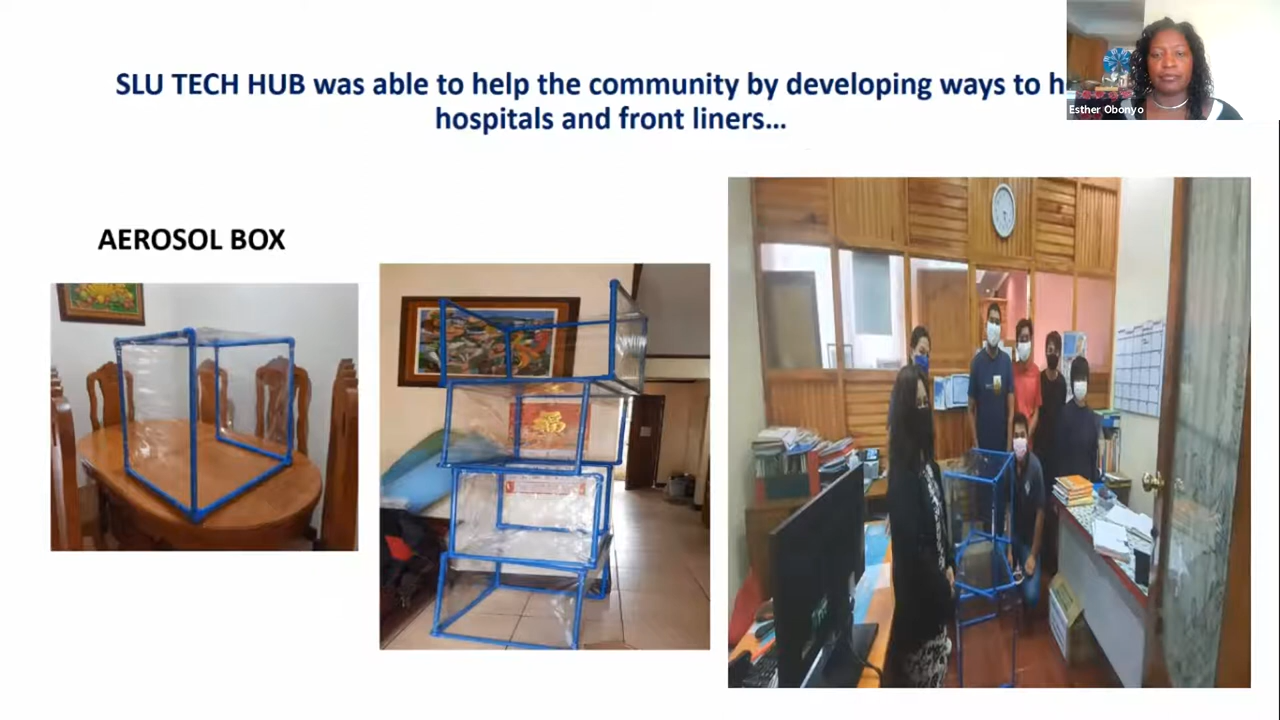 SLU TECH HUB was able to help the community by developing ways to h
hospitals and front liners...
Esther Obonyo
AEROSOL BOX
福